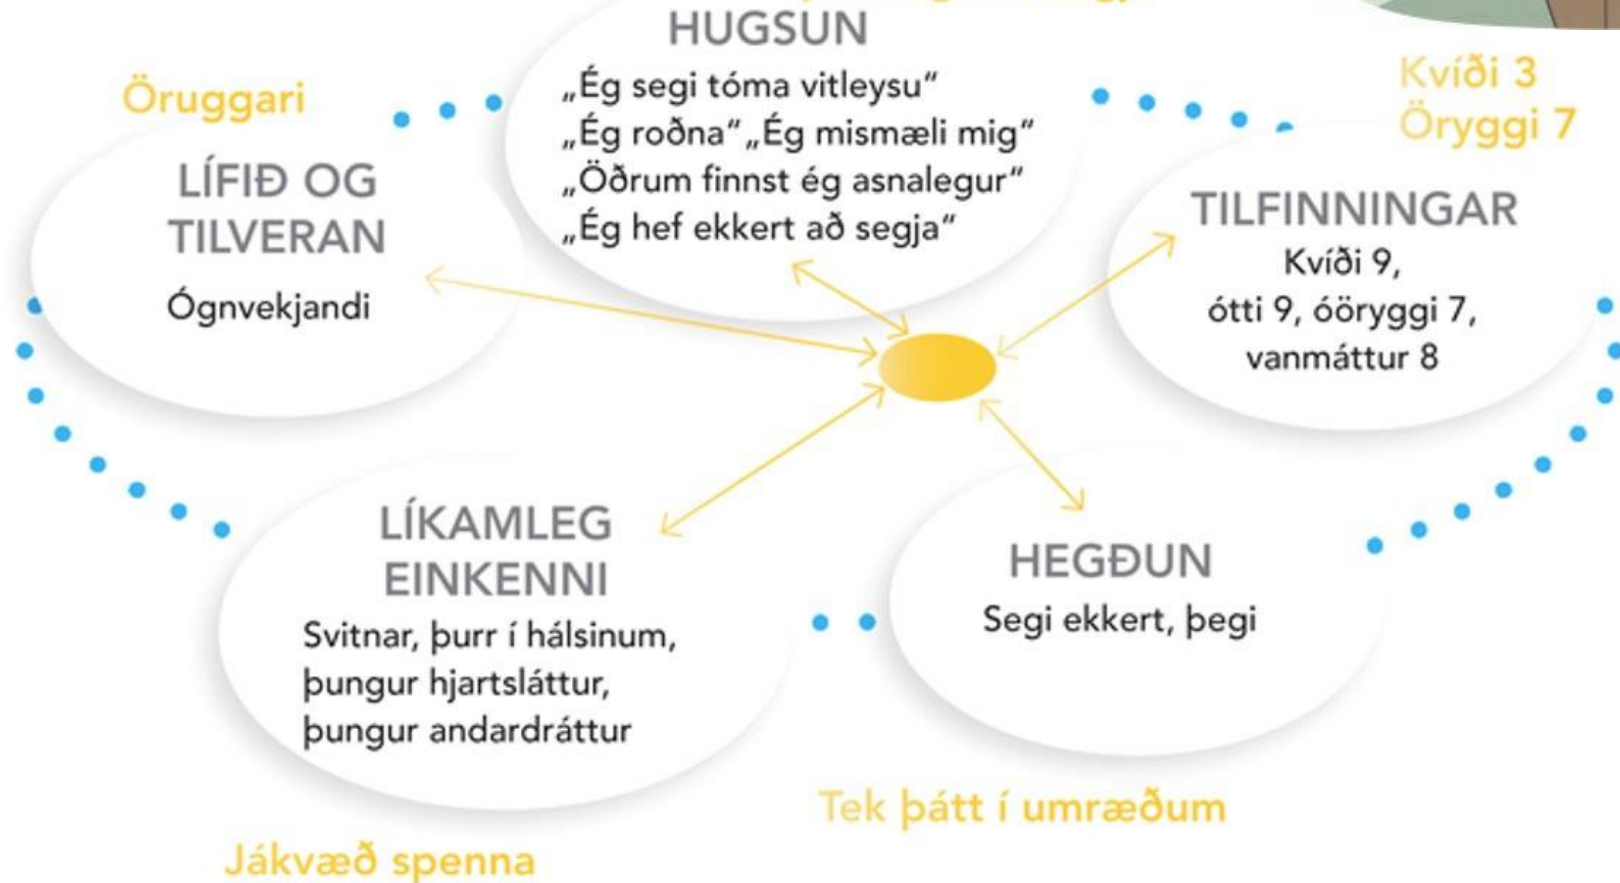 HUGSUN
„Ég segi tóma vitleysu“
„Ég roðna“ „Ég mismæli mig“
„Öðrum finnst ég asnalegur“
„Ég hef ekkert að segja“
Öruggari
LÍFIÐ OG
TILVERAN
Ógnvekjandi
Kvíði 3
Öryggi 7
TILFINNINGAR
Kvíði 9,
ótti 9, óöryggi 7,
vanmáttur 8
LÍKAMLEG
EINKENNI
Svitnar, þurr í hálsinum,
þungur hjartsláttur,
þungur andardráttur
Jákvæð spenna
HEGÐUN
Segi ekkert, þegi
Tek þátt í umræðum